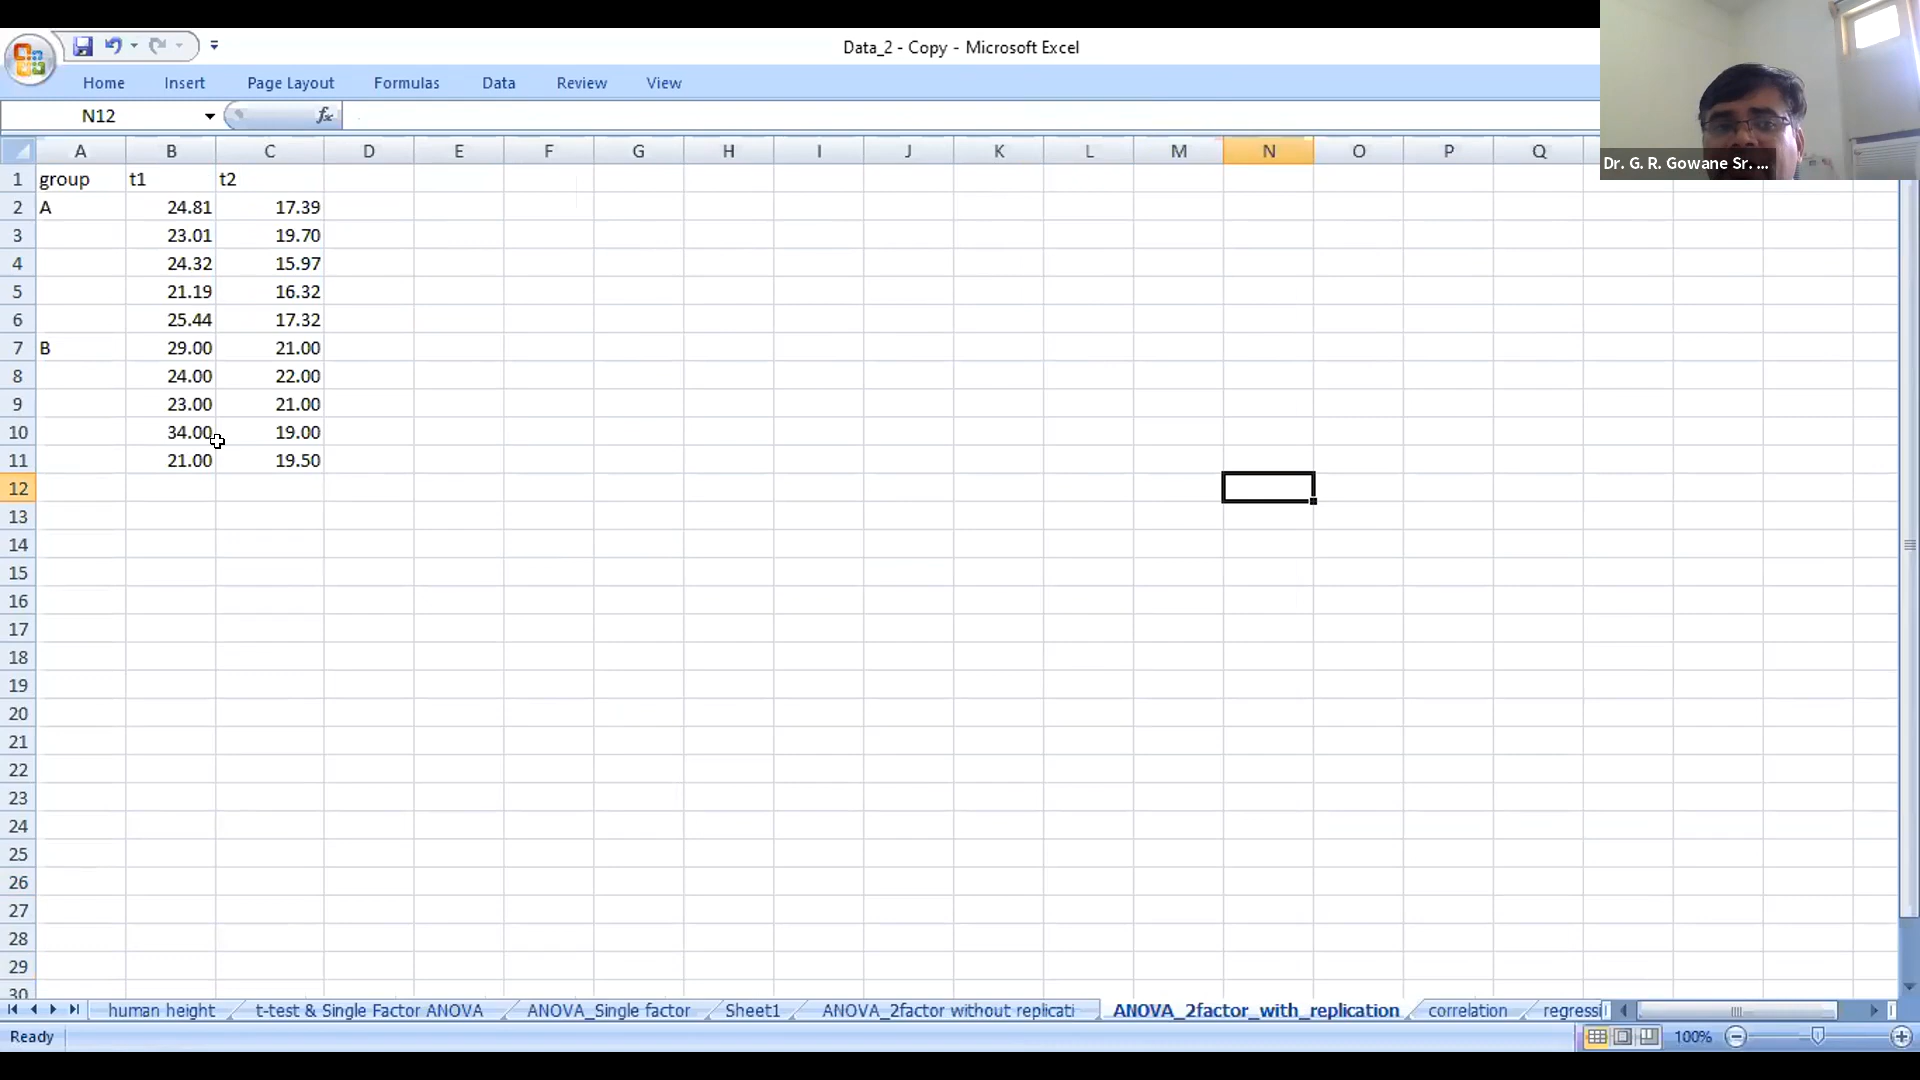 Data_2 - Copy - Microsoft Excel
Home Insert Page Layout Formulas Data Review View
N12 fx
Dr. G. R. Gowane Sr. ...
A B C D E F G H I J K L M N O P Q
1 group t1 t2
2 A 24.81 17.39
3 23.01 19.70
4 24.32 15.97
5 21.19 16.32
6 25.44 17.32
7 B 29.00 21.00
8 24.00 22.00
9 23.00 21.00
10 34.00 19.00
11 21.00 19.50
12
13
14
15
16
17
18
19
20
21
22
23
24
25
26
27
28
29
30
human height t-test & Single Factor ANOVA ANOVA_Single factor Sheet1 ANOVA_2factor without replicati ANOVA_2factor_with_replication correlation regressi
Ready 100%